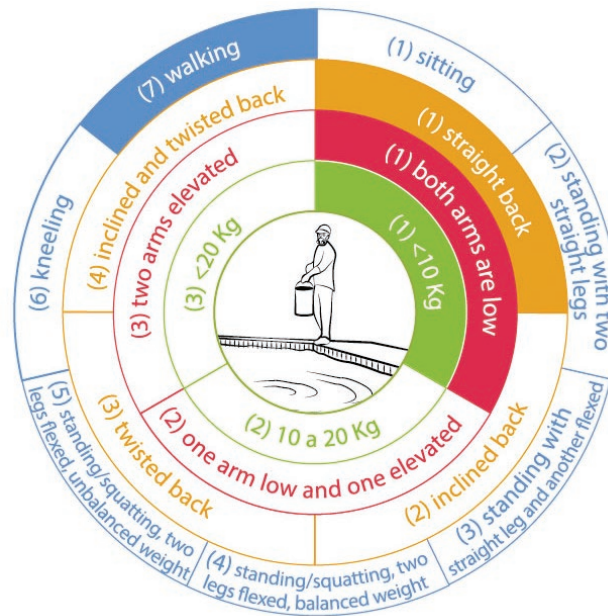 (1) sitting
(2) standing with two
straight legs
(3) standing with
straight leg and another flexed
(4) standing/squatting, two
legs flexed, balanced weight
(5) standing/squatting, two
legs flexed, unbalanced weight
(6) kneeling
(7) walking
(1) straight back
(2) inclined back
(3) twisted back
(4) inclined and twisted back
(1) both arms are low
(2) one arm low and one elevated
(3) two arms elevated
(1) <10 Kg
(2) 10 a 20 Kg
(3) <20 Kg